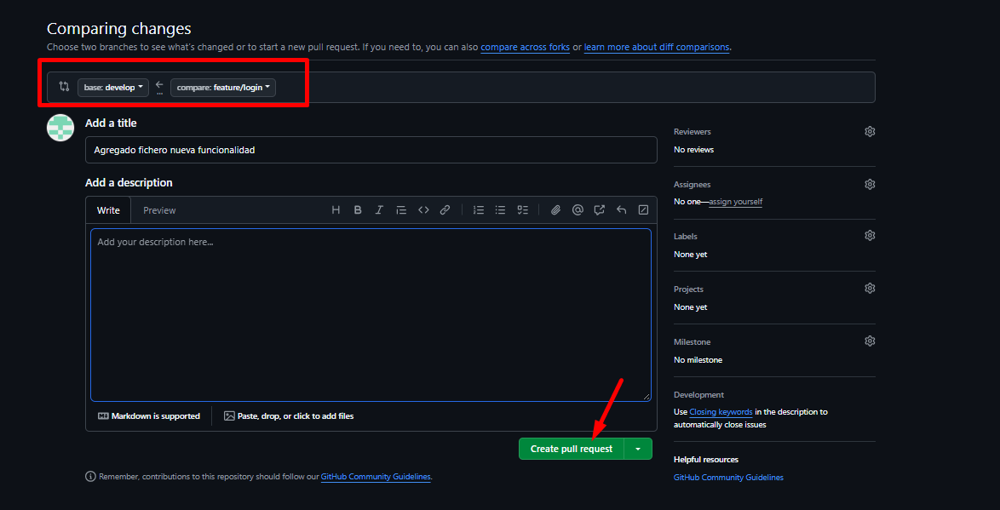 Comparing changes
Choose two branches to see what's changed or to start a new pull request. If you need to, you can also compare across forks or learn more about diff comparisons.
base: develop
compare: feature/login
Add a title
Agregado fichero nueva funcionalidad
Add a description
Write
Preview
Add your description here...
Markdown is supported
Paste, drop, or click to add files
Create pull request
Remember, contributions to this repository should follow our GitHub Community Guidelines.
Reviewers
No reviews
Assignees
No one—assign yourself
Labels
None yet
Projects
None yet
Milestone
No milestone
Development
Use Closing keywords in the description to
automatically close issues
Helpful resources
GitHub Community Guidelines